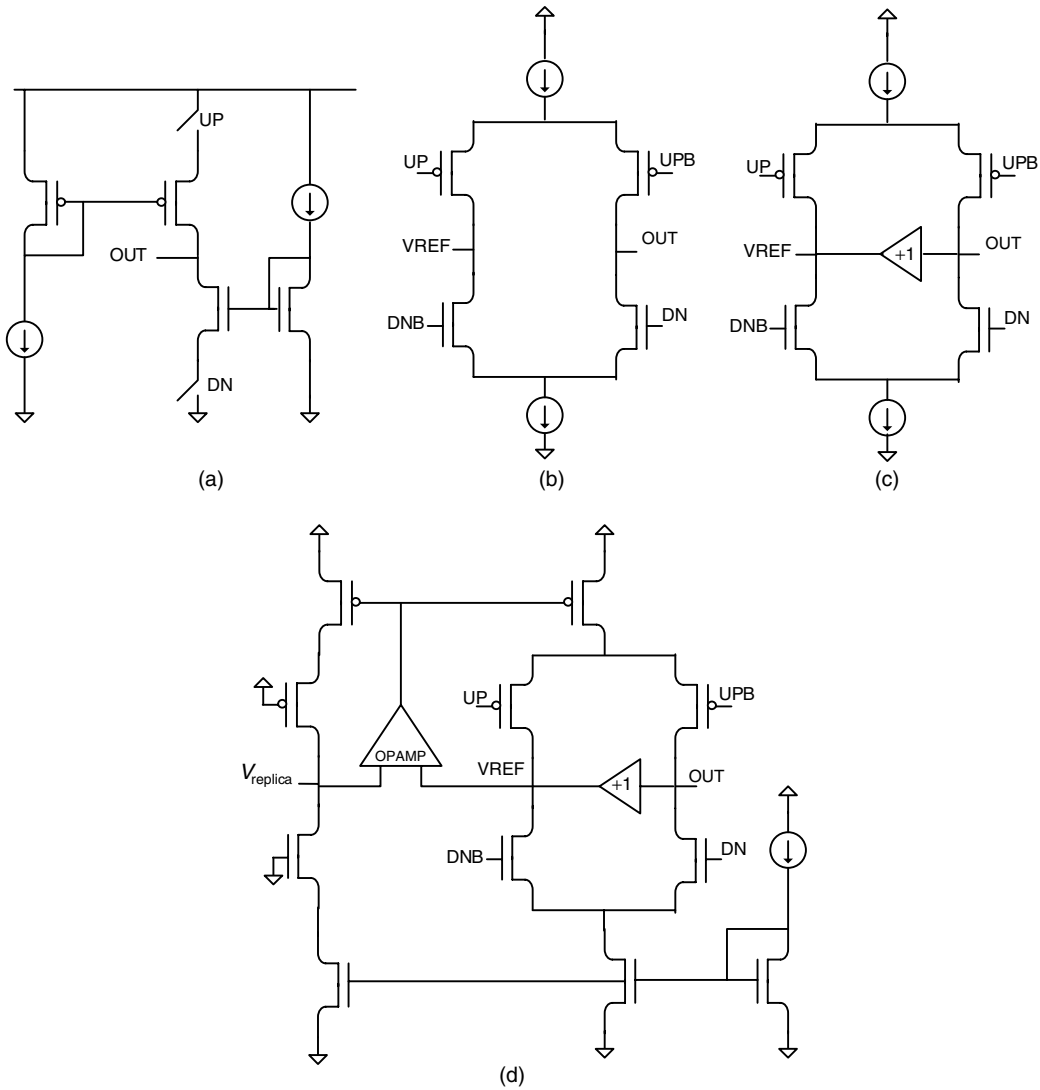 UP
OUT
DN
(a)
UP
UPB
VREF
OUT
DNB
DN
(b)
UP
UPB
VREF
+1
OUT
DNB
DN
(c)
UP
UPB
OPAMP
Vreplica
VREF
+1
OUT
DNB
DN
(d)